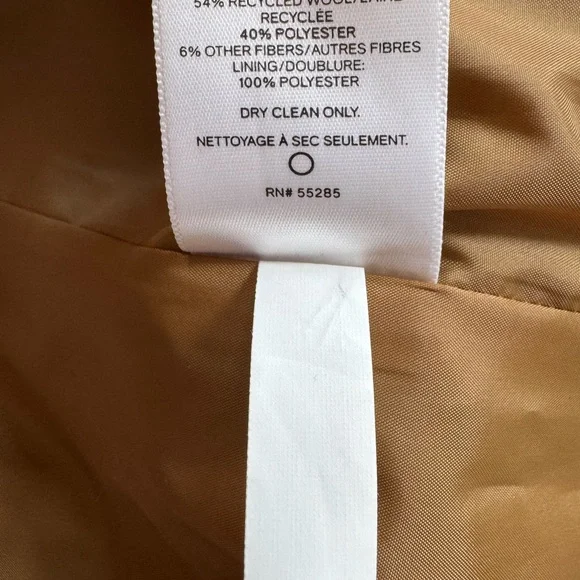 54% RECYCLED WOOL/LAINE
RECYCLÉE
40% POLYESTER
6% OTHER FIBERS/AUTRES FIBRES
LINING/DOUBLURE:
100% POLYESTER
DRY CLEAN ONLY.
NETTOYAGE À SEC SEULEMENT.
RN# 55285